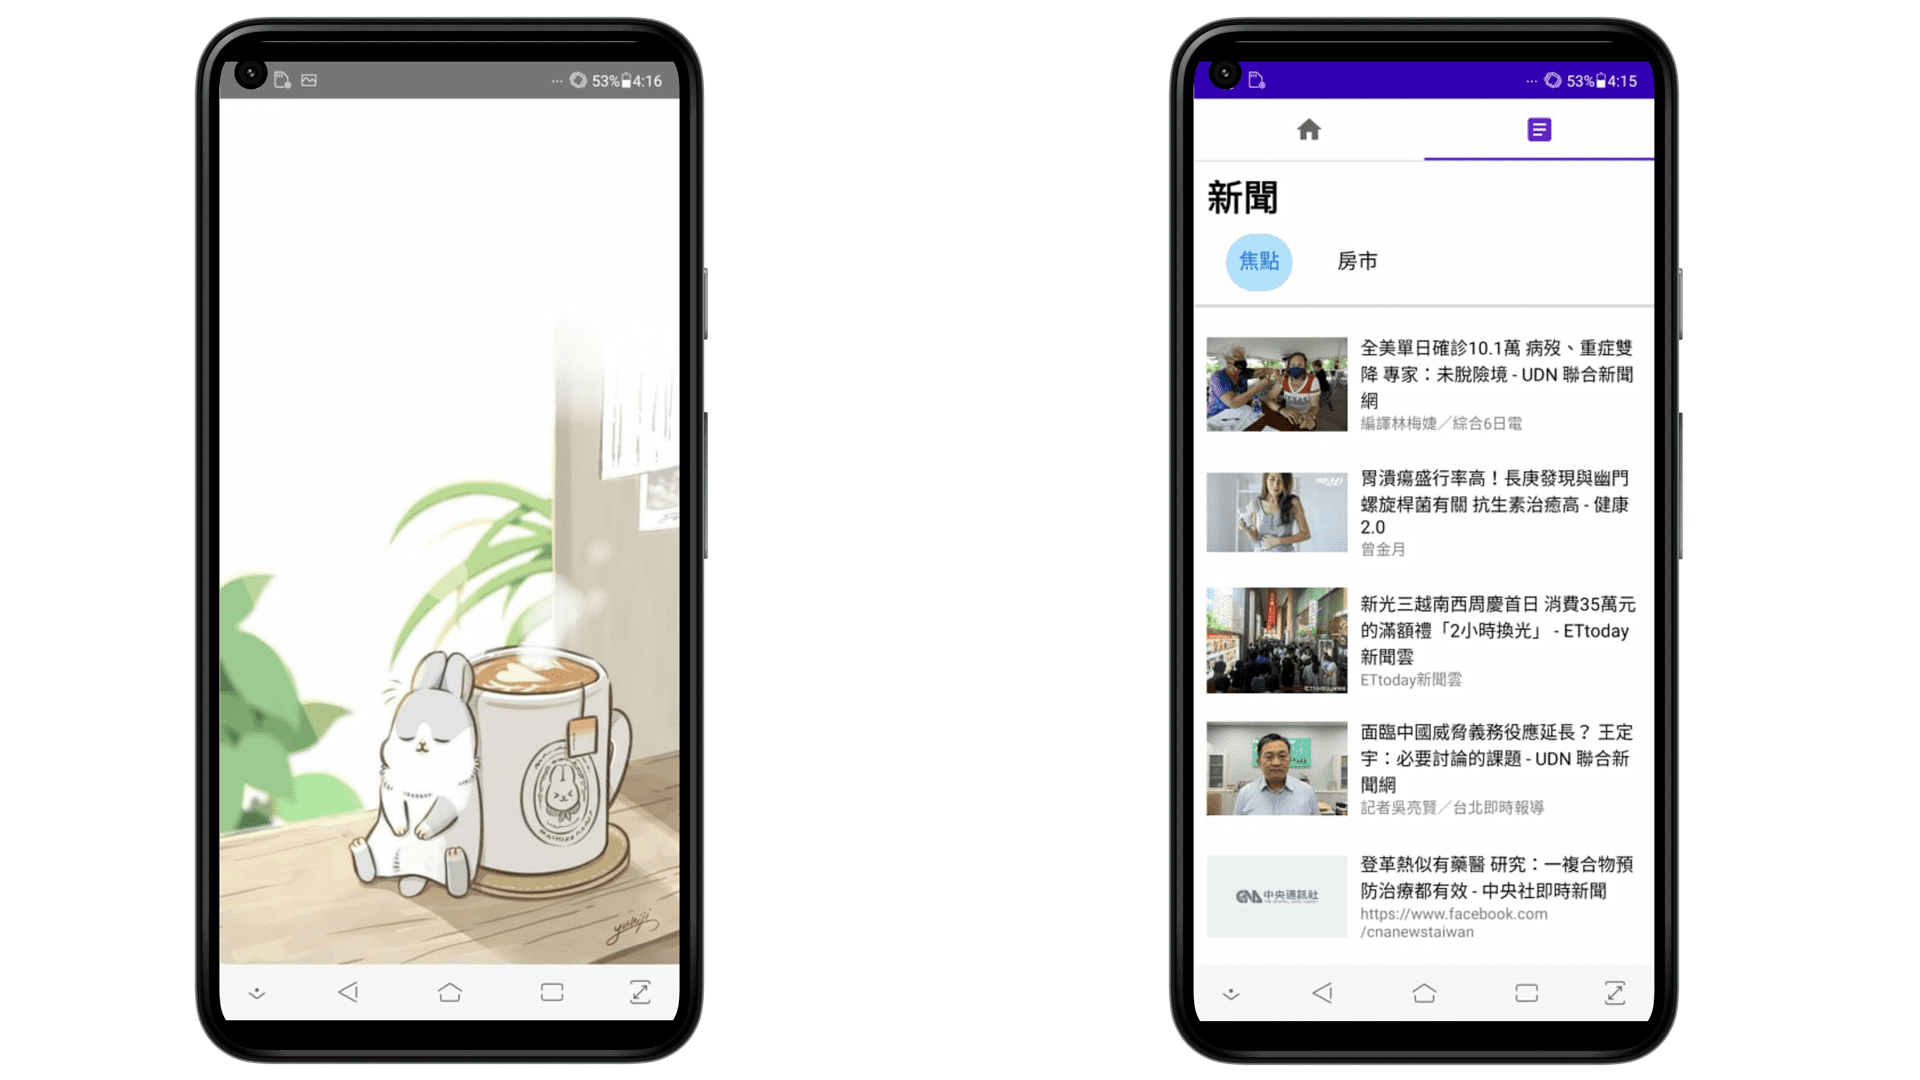 53% 4:16
yuniji
53% 4:15
新聞
焦點
房市
全美單日確診10.1萬 病歿、重症雙
降 專家：未脫險境 - UDN 聯合新聞
網
編譯林梅婕／綜合6日電
胃潰瘍盛行率高！長庚發現與幽門
螺旋桿菌有關 抗生素治癒高 - 健康
2.0
曾金月
新光三越南西周慶首日 消費35萬元
的滿額禮「2小時換光」 - ETtoday
新聞雲
ETtoday新聞雲
面臨中國威脅義務役應延長？ 王定
宇：必要討論的課題 - UDN 聯合新
聞網
記者吳亮賢／台北即時報導
CNA 中央通訊社
登革熱似有藥醫 研究：一複合物預
防治療都有效 - 中央社即時新聞
https://www.facebook.com
/cnanewstaiwan